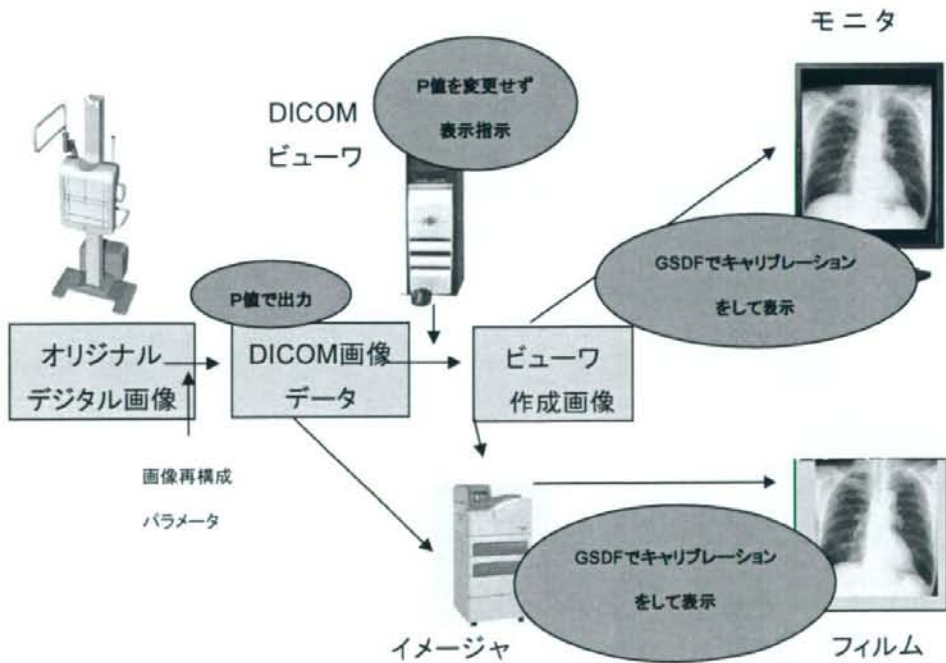 モニタ
P値を変更せず
表示指示
DICOM
ビューワ
GSDFでキャリブレーション
をして表示
P値で出力
オリジナル
デジタル画像
DICOM画像
データ
ビューワ
作成画像
画像再構成
パラメータ
GSDFでキャリブレーション
をして表示
イメージャ
フィルム